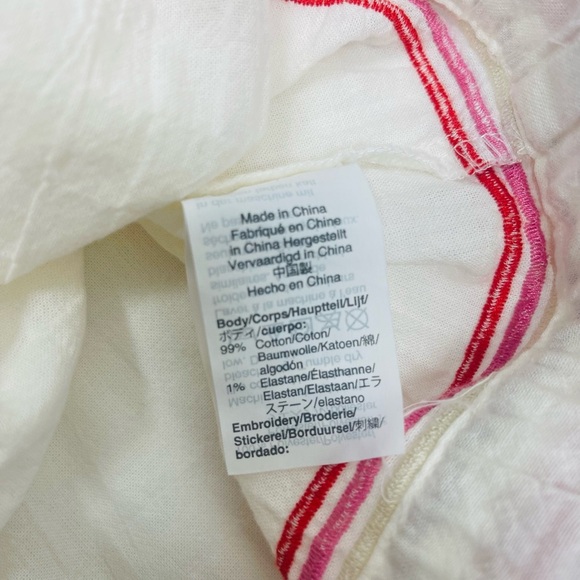 Made in China
Fabriqué en Chine
in China Hergestellt
Vervaardigd in China
中国製
Hecho en China
Body/Corps/Hauptteil/Lijf/
ボディ/cuerpo:
99% Cotton/Coton/
Baumwolle/Katoen/綿/
algodón
1% Elastane/Élasthanne/
Elastan/Elastaan/エラ
ステーン/elastano
Embroidery/Broderie/
Stickerei/Borduursel/刺繍/
bordado: